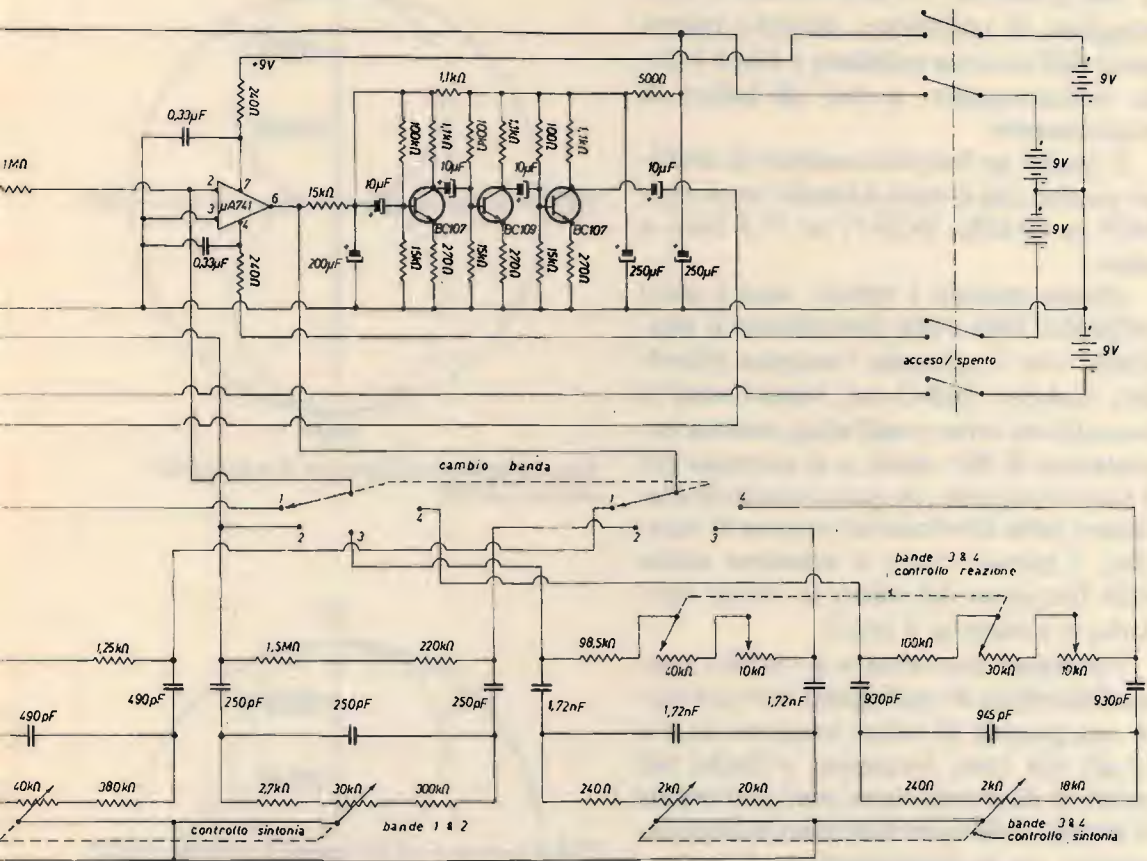 9V
+9V
240Ω
0,33µF
1MΩ
2
3
7
µA741
6
4
0,33µF
240Ω
15kΩ
200µF
10µF
100kΩ
1,1kΩ
1,1kΩ
10µF
100kΩ
1,1kΩ
10µF
100Ω
1,1kΩ
10µF
500Ω
BC107
BC109
BC107
15kΩ
270Ω
15kΩ
270Ω
15kΩ
270Ω
250µF
250µF
9V
9V
9V
acceso/spento
cambio banda
1
2
3
4
1
2
3
4
bande 3 & 4
controllo reazione
1,25kΩ
1,5MΩ
220kΩ
98,5kΩ
40kΩ
10kΩ
100kΩ
30kΩ
10kΩ
490pF
250pF
250pF
1,72nF
1,72nF
930pF
930pF
490pF
250pF
1,72nF
945pF
40kΩ
380kΩ
2,7kΩ
30kΩ
300kΩ
240Ω
2kΩ
20kΩ
240Ω
2kΩ
18kΩ
controllo sintonia
bande 1 & 2
bande 3 & 4
controllo sintonia